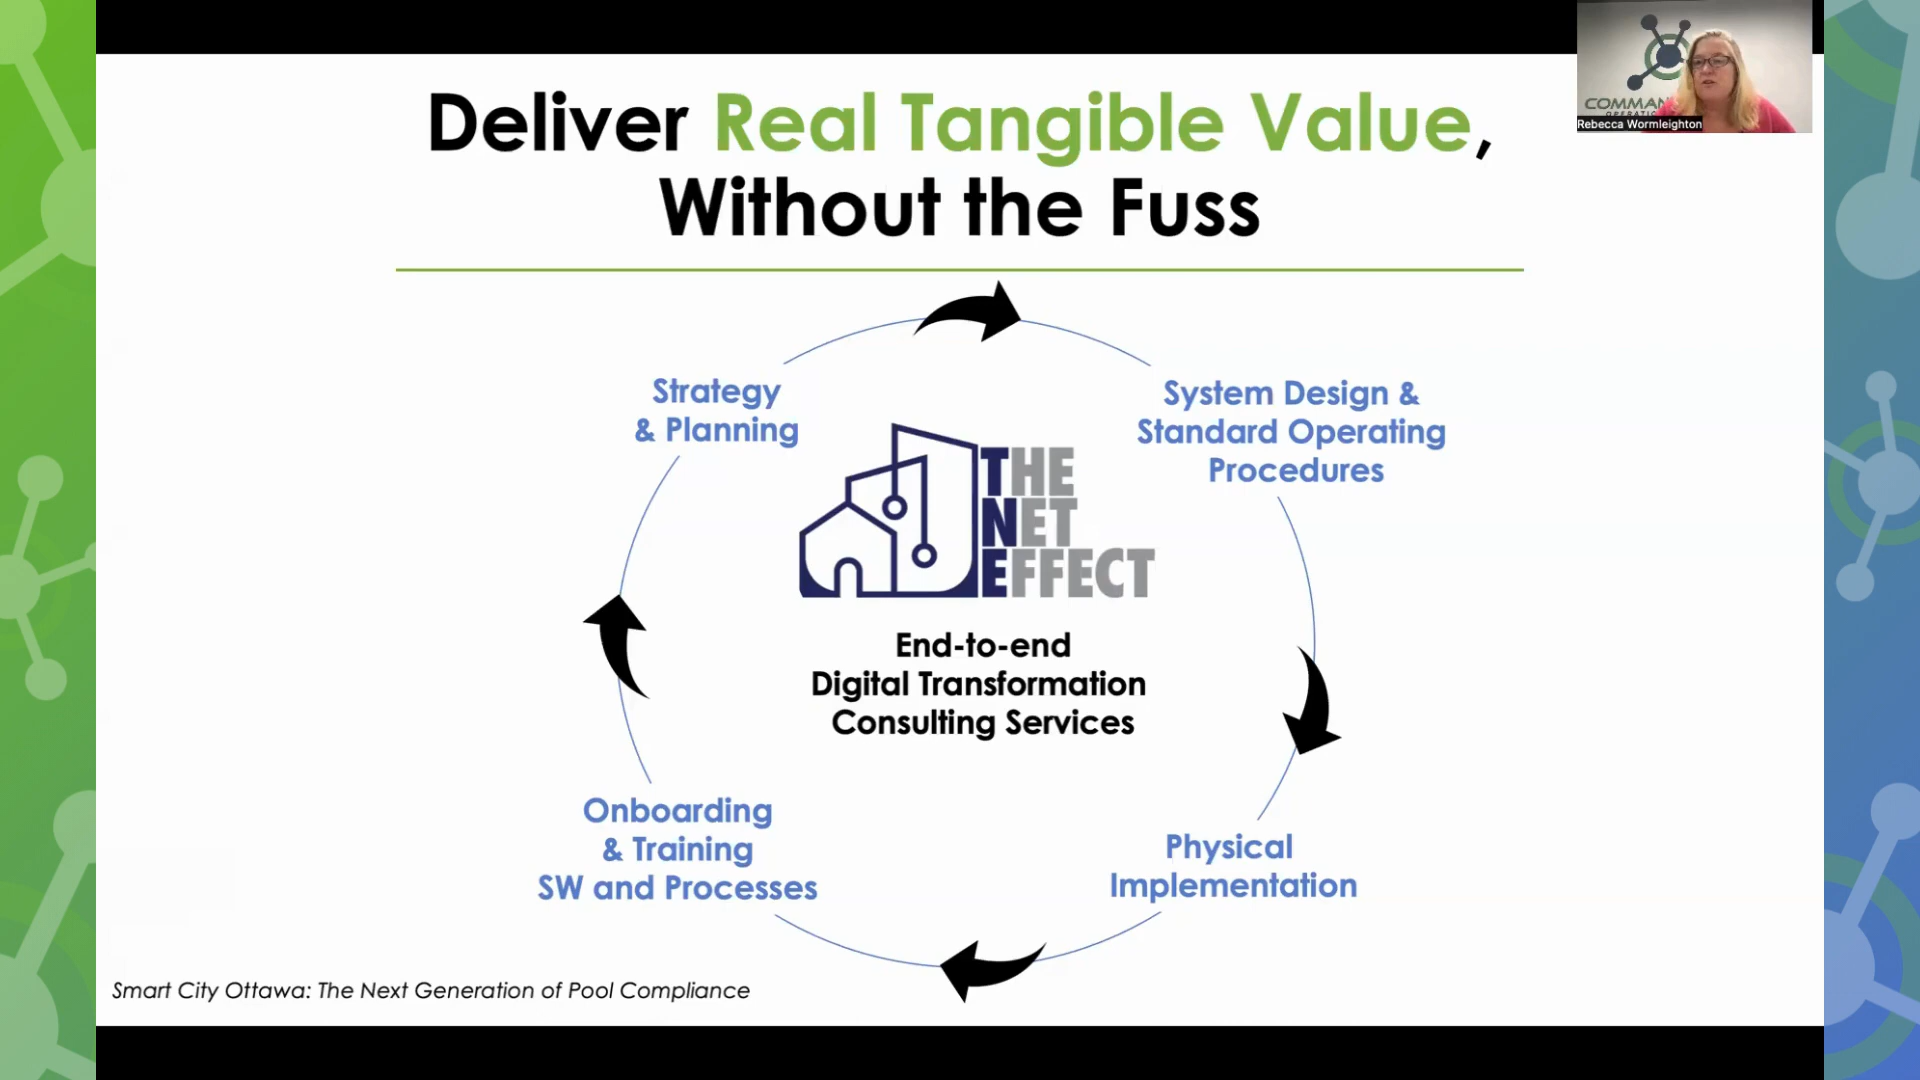 Deliver Real Tangible Value,
Without the Fuss
COMMAN
Rebecca Wormleighton
Strategy
& Planning
System Design &
Standard Operating
Procedures
THE
NET
EFFECT
End-to-end
Digital Transformation
Consulting Services
Onboarding
& Training
SW and Processes
Physical
Implementation
Smart City Ottawa: The Next Generation of Pool Compliance